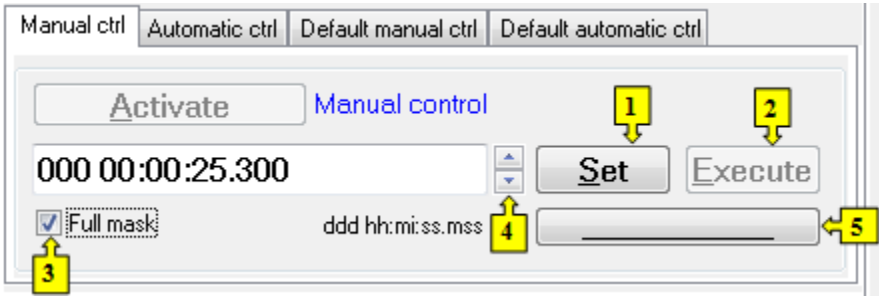 Manual ctrl Automatic ctrl Default manual ctrl Default automatic ctrl
Activate Manual control 1 2
000 00:00:25.300 Set Execute
Full mask ddd hh:mi:ss.mss 4 5
3